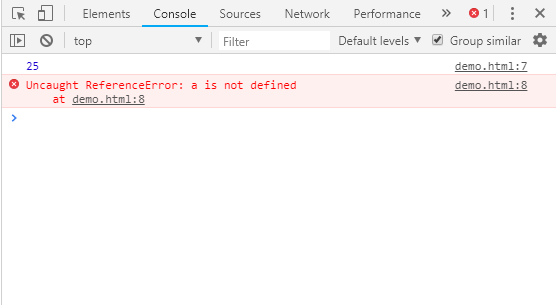 Elements Console Sources Network Performance » 1
top Filter Default levels ▼ Group similar
25 demo.html:7
Uncaught ReferenceError: a is not defined demo.html:8
at demo.html:8